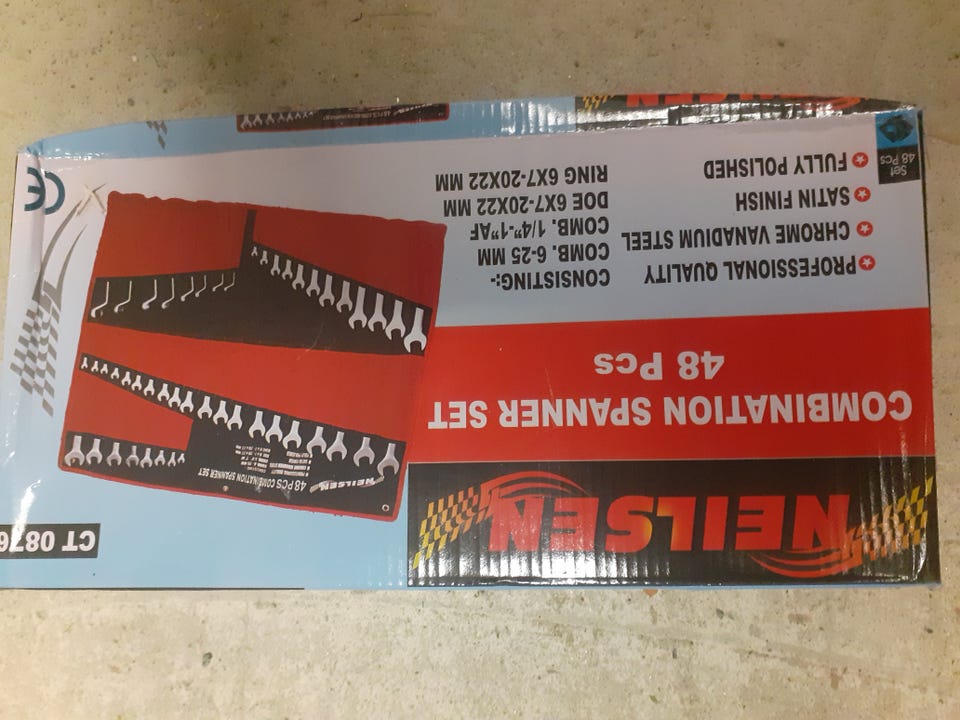 NEILSEN
COMBINATION SPANNER SET
48 Pcs
PROFESSIONAL QUALITY
CHROME VANADIUM STEEL
SATIN FINISH
FULLY POLISHED
CONSISTING:-
COMB. 6-25 MM
COMB. 1/4"-1"AF
DOE 6X7-20X22 MM
RING 6X7-20X22 MM
48 Pcs
Set
CT 0876
NEILSEN
48 PCS COMBINATION SPANNER SET
CE
NEILSEN